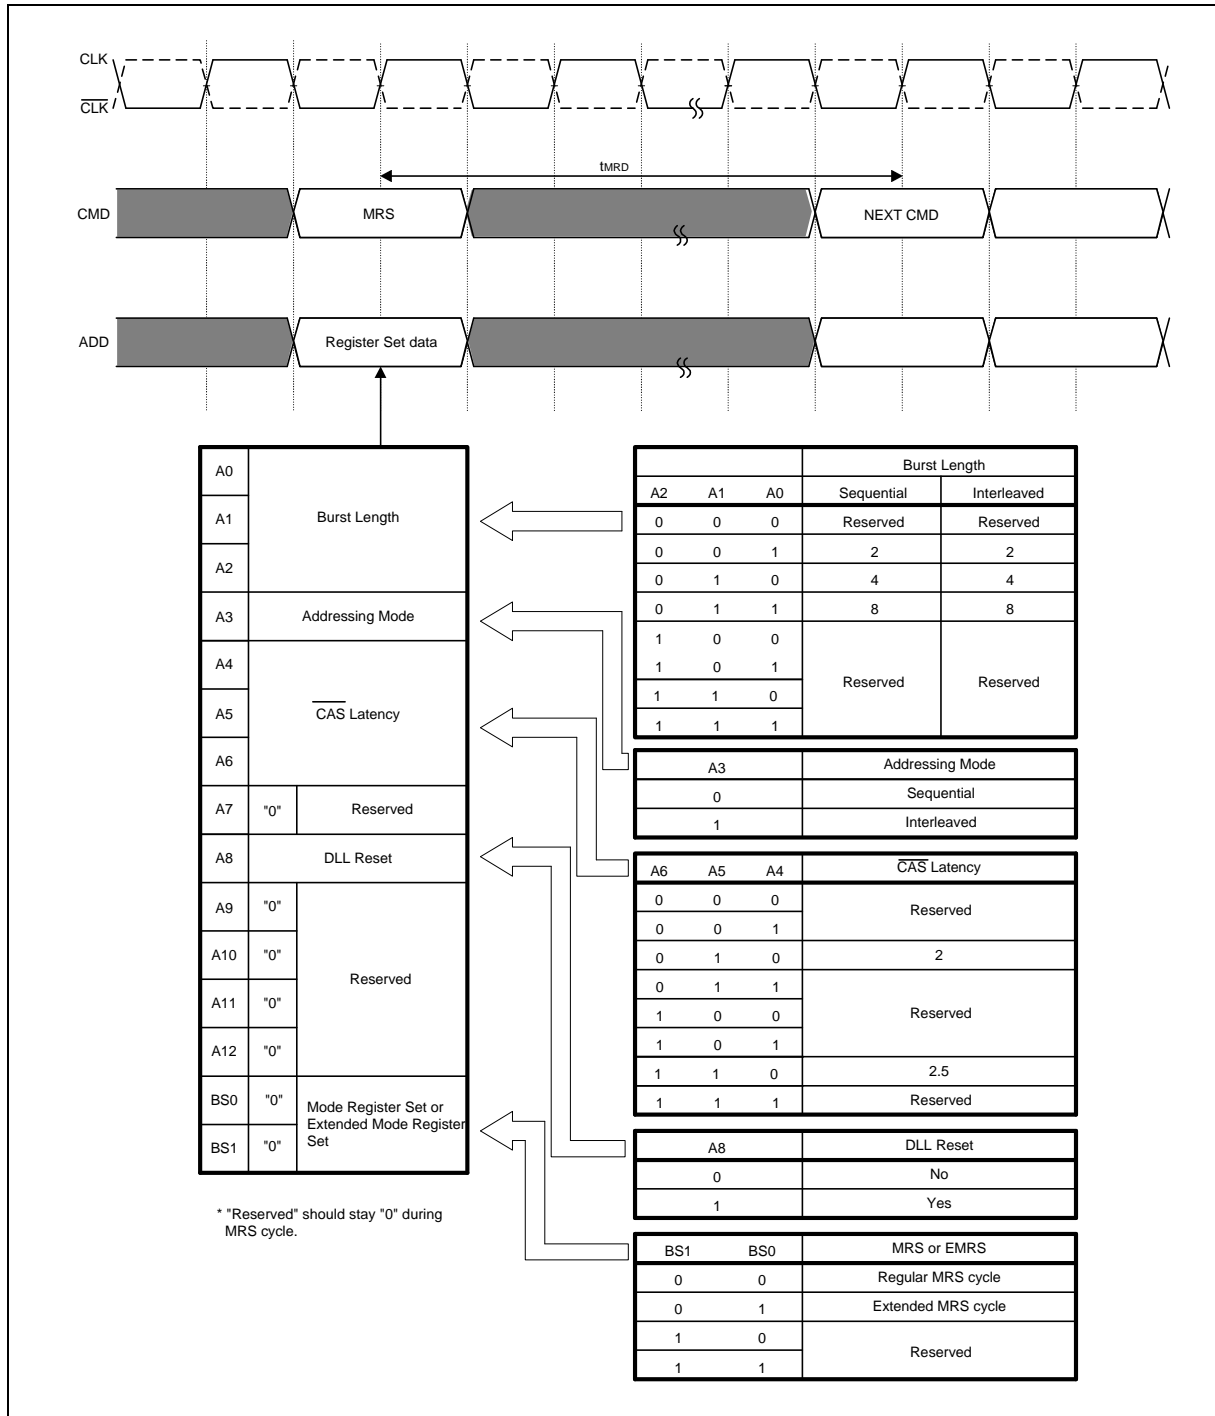 CLK
CLK
tMRD
CMD
MRS
NEXT CMD
ADD
Register Set data
A0
A1
Burst Length
A2
A3
Addressing Mode
A4
A5
CAS Latency
A6
A7
"0"
Reserved
A8
DLL Reset
A9
"0"
A10
"0"
Reserved
A11
"0"
A12
"0"
BS0
"0"
BS1
"0"
Mode Register Set or
Extended Mode Register
Set
* "Reserved" should stay "0" during
MRS cycle.
Burst Length
A2 A1 A0 Sequential Interleaved
0 0 0 Reserved Reserved
0 0 1 2 2
0 1 0 4 4
0 1 1 8 8
1 0 0
1 0 1
Reserved Reserved
1 1 0
1 1 1
A3 Addressing Mode
0 Sequential
1 Interleaved
A6 A5 A4 CAS Latency
0 0 0
Reserved
0 0 1
0 1 0 2
0 1 1
1 0 0 Reserved
1 0 1
1 1 0 2.5
1 1 1 Reserved
A8 DLL Reset
0 No
1 Yes
BS1 BS0 MRS or EMRS
0 0 Regular MRS cycle
0 1 Extended MRS cycle
1 0
Reserved
1 1